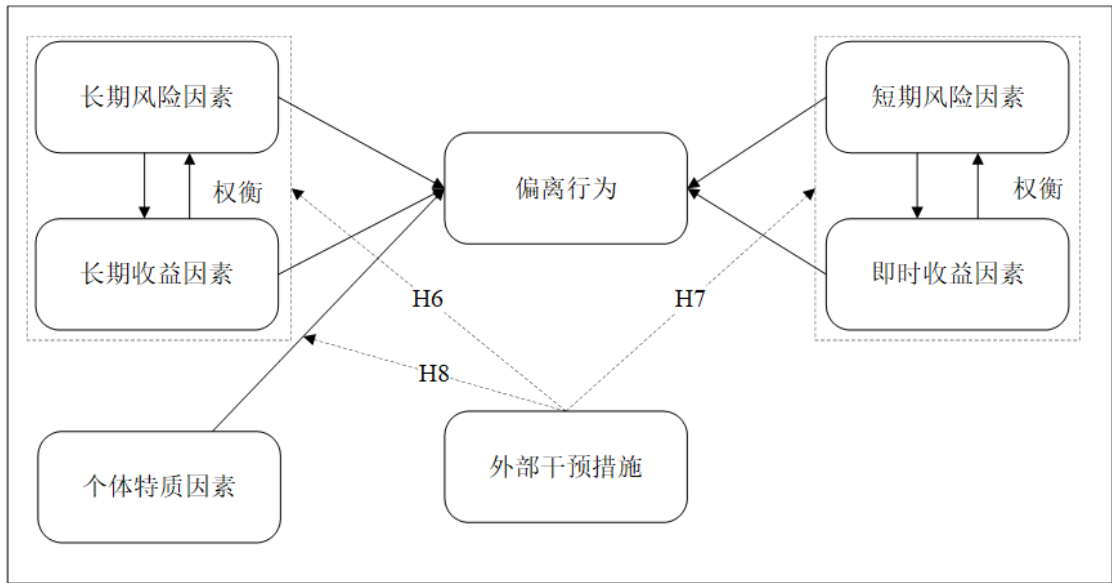 长期风险因素
短期风险因素
权衡
偏离行为
权衡
长期收益因素
即时收益因素
H6
H7
H8
个体特质因素
外部干预措施